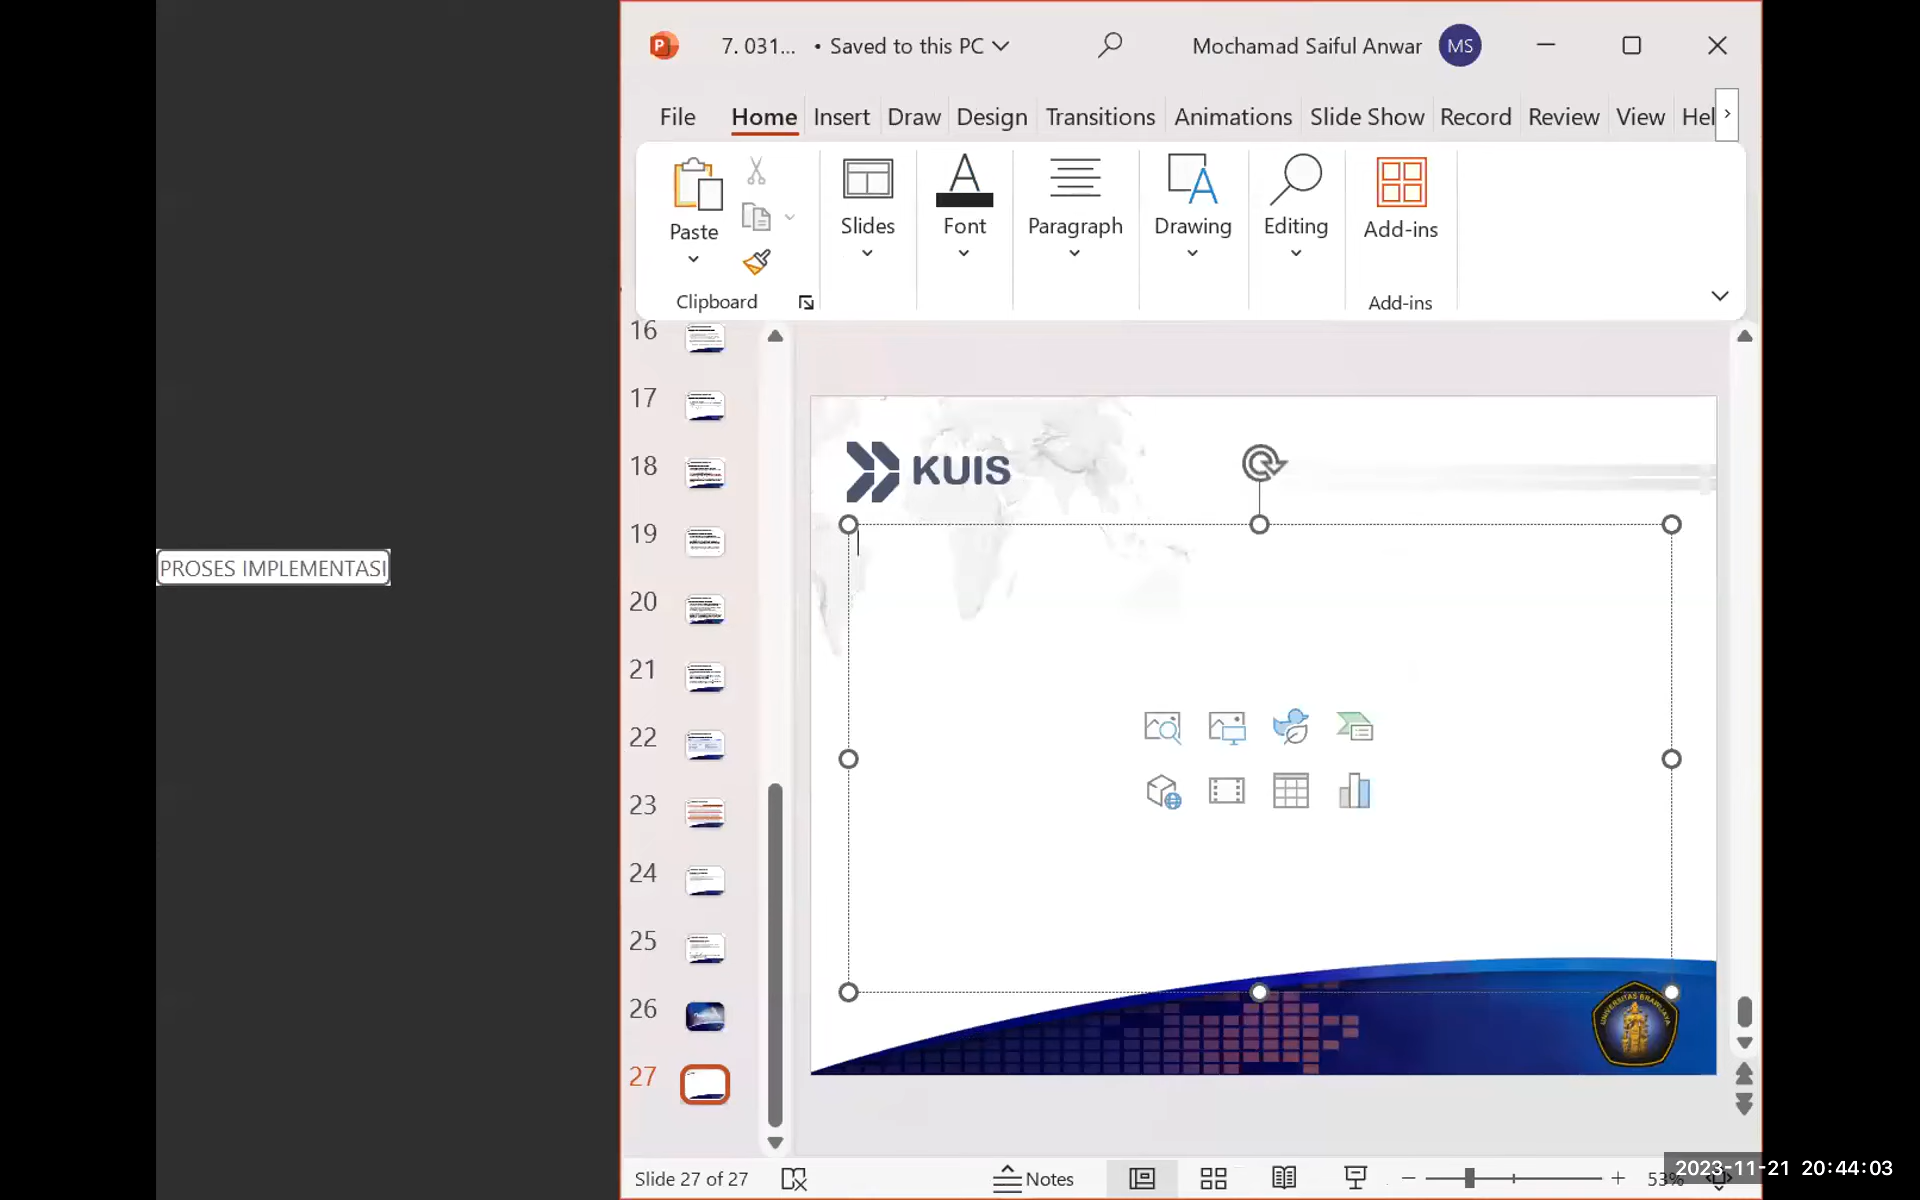 7. 031... • Saved to this PC
Mochamad Saiful Anwar
MS
File Home Insert Draw Design Transitions Animations Slide Show Record Review View Hel
Paste
Slides
Font
Paragraph
Drawing
Editing
Add-ins
Clipboard
Add-ins
16
17
18
19
20
21
22
23
24
25
26
27
PROSES IMPLEMENTASI
KUIS
UNIVERSITAS BRAWIJAYA
Slide 27 of 27
Notes
53%
2023-11-21 20:44:03